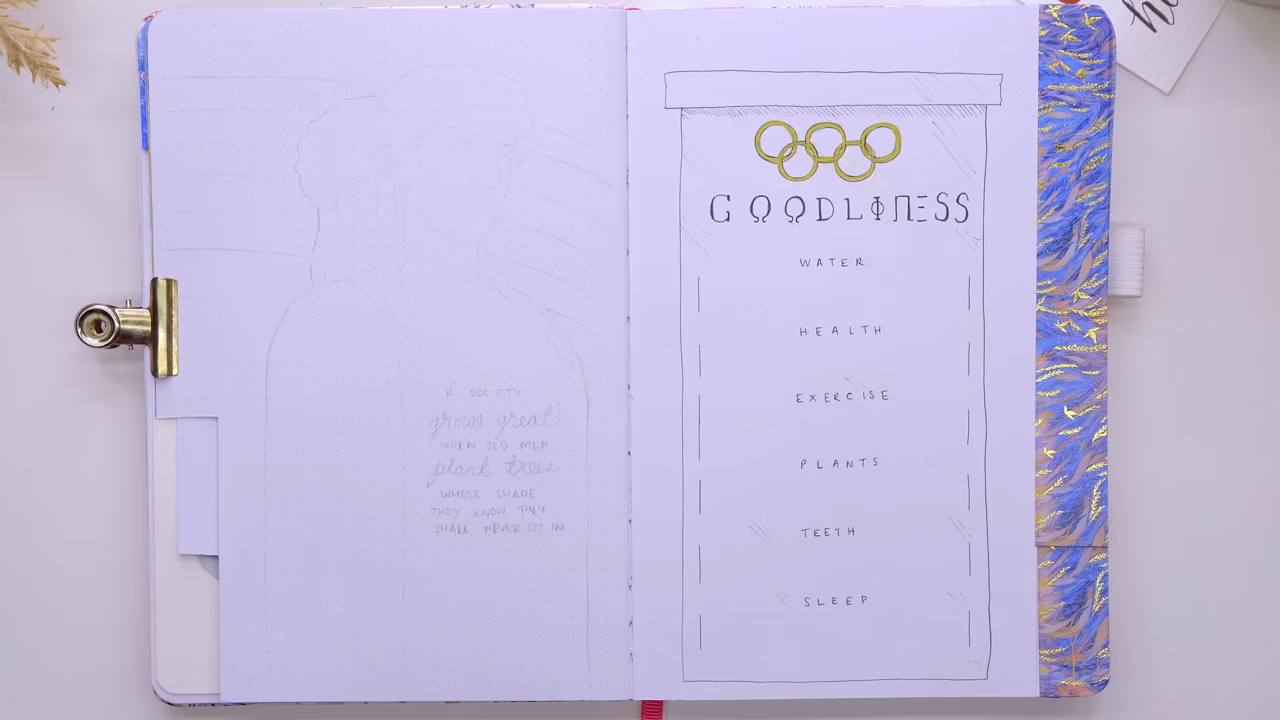 A SOCIETY
grows great
WHEN OLD MEN
plant trees
WHOSE SHADE
THEY KNOW THEY
SHALL NEVER SIT IN
GOODLINESS
WATER
HEALTH
EXERCISE
PLANTS
TEETH
SLEEP